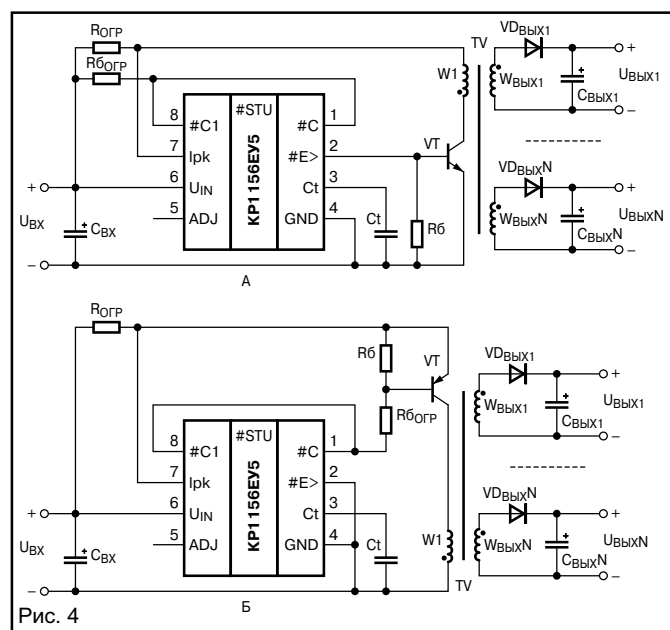 RОГР
RбОГР
TV
VDВЫХ1
+
W1
WВЫХ1
CВЫХ1
+
UВЫХ1
−
8
#C1
#STU
#C
1
7
Ipk
КР1156ЕУ5
#E>
2
VT
6
UIN
Ct
3
5
ADJ
GND
4
+
UВХ
+
CВХ
−
Ct
Rб
VDВЫХN
+
WВЫХN
+
CВЫХN
UВЫХN
−
А
RОГР
Rб
VT
RбОГР
VDВЫХ1
+
WВЫХ1
+
CВЫХ1
UВЫХ1
−
8
#C1
#STU
#C
1
7
Ipk
КР1156ЕУ5
#E>
2
6
UIN
Ct
3
5
ADJ
GND
4
+
UВХ
+
CВХ
−
Ct
W1
TV
VDВЫХN
+
WВЫХN
+
CВЫХN
UВЫХN
−
Б
Рис. 4